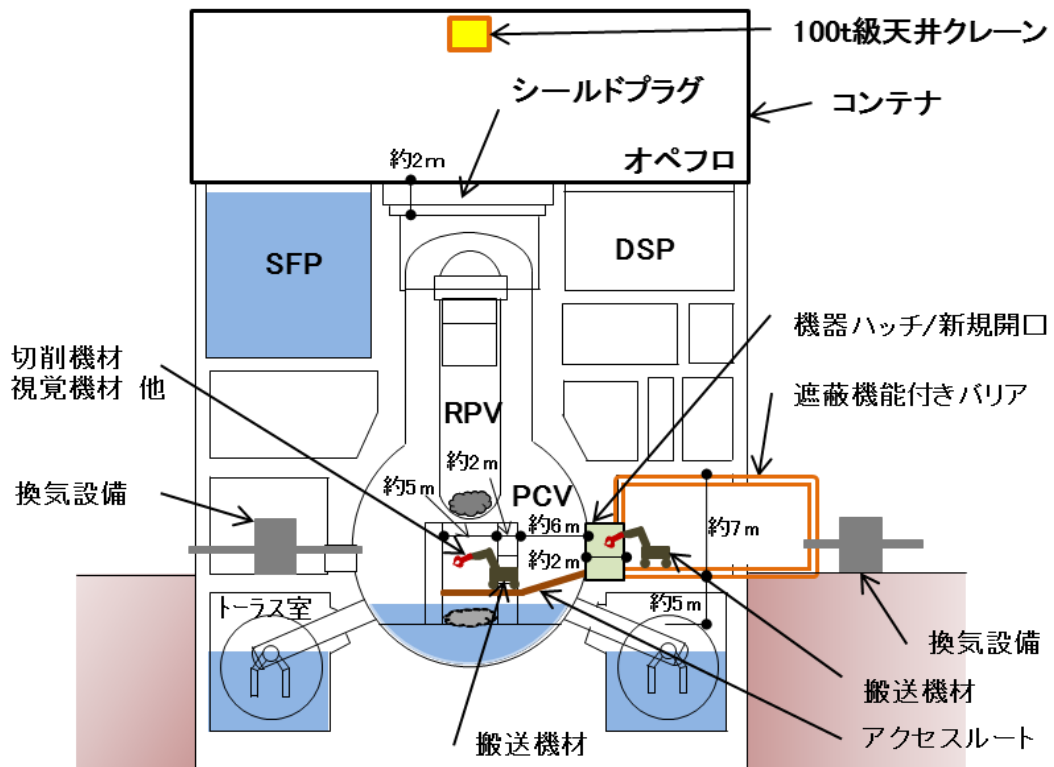 100t級天井クレーン
シールドプラグ
コンテナ
オペフロ
約2m
SFP
DSP
機器ハッチ/新規開口
切削機材
視覚機材 他
遮蔽機能付きバリア
RPV
約2m
換気設備
約5m
PCV
約6m
約7m
約2m
トーラス室
約5m
換気設備
搬送機材
搬送機材
アクセスルート